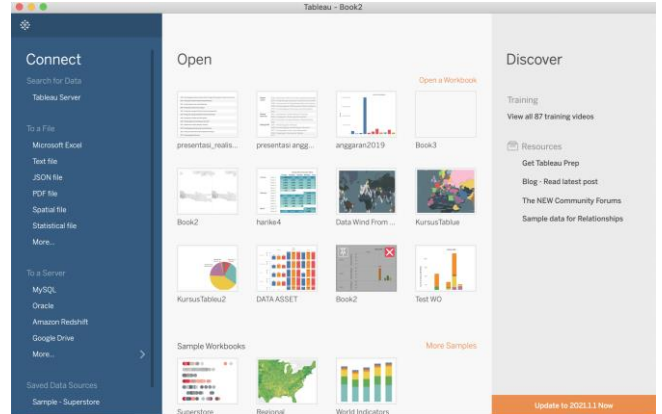 Tableau - Book2
Connect
Search for Data
Tableau Server
To a File
Microsoft Excel
Text file
JSON file
PDF file
Spatial file
Statistical file
More...
To a Server
MySQL
Oracle
Amazon Redshift
Google Drive
More...
Saved Data Sources
Sample - Superstore
Open
Open a Workbook
presentasi_realis...
presentasi angg...
anggaran2019
Book3
Book2
harike4
Data Wind From ...
KursusTablue
KursusTableu2
DATA ASSET
Book2
Test WO
Sample Workbooks
More Samples
Superstore
Regional
World Indicators
Discover
Training
View all 87 training videos
Resources
Get Tableau Prep
Blog - Read latest post
The NEW Community Forums
Sample data for Relationships
Update to 2021.1.1 Now